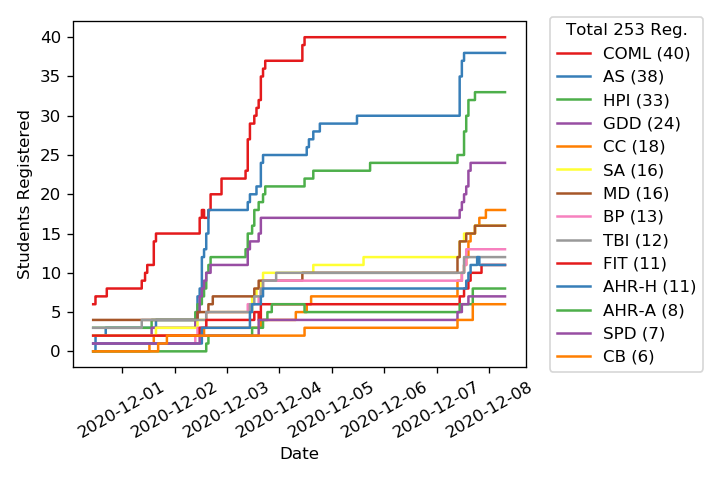 Students Registered
40
35
30
25
20
15
10
5
0
2020-12-01
2020-12-02
2020-12-03
2020-12-04
2020-12-05
2020-12-06
2020-12-07
2020-12-08
Date
Total 253 Reg.
COML (40)
AS (38)
HPI (33)
GDD (24)
CC (18)
SA (16)
MD (16)
BP (13)
TBI (12)
FIT (11)
AHR-H (11)
AHR-A (8)
SPD (7)
CB (6)